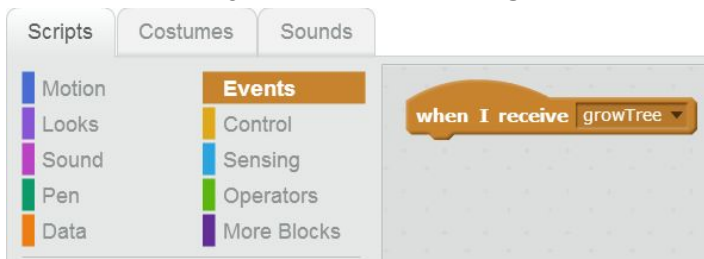 Scripts Costumes Sounds
Motion Events
Looks Control
Sound Sensing
Pen Operators
Data More Blocks
when I receive growTree